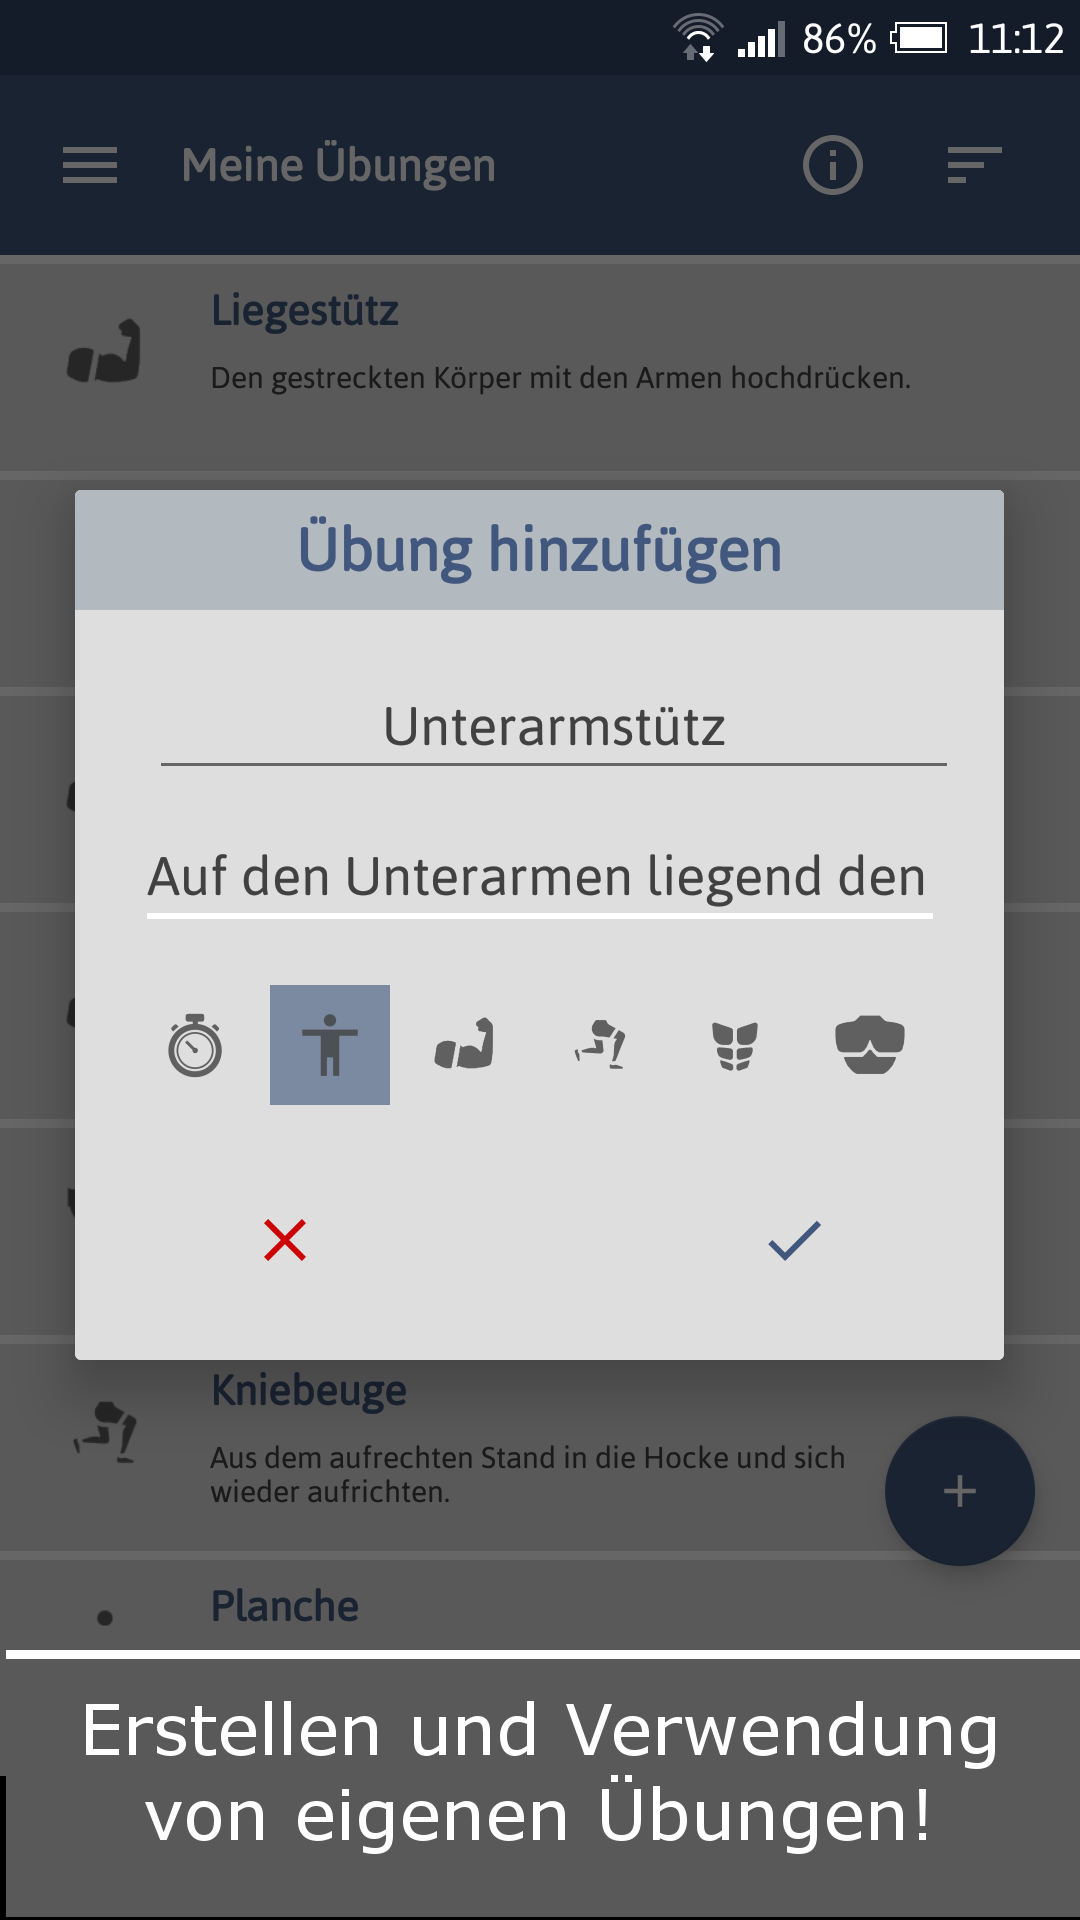 86% 11:12
Meine Übungen
Liegestütz
Den gestreckten Körper mit den Armen hochdrücken.
Übung hinzufügen
Unterarmstütz
Auf den Unterarmen liegend den
Kniebeuge
Aus dem aufrechten Stand in die Hocke und sich
wieder aufrichten.
Planche
Erstellen und Verwendung
von eigenen Übungen!